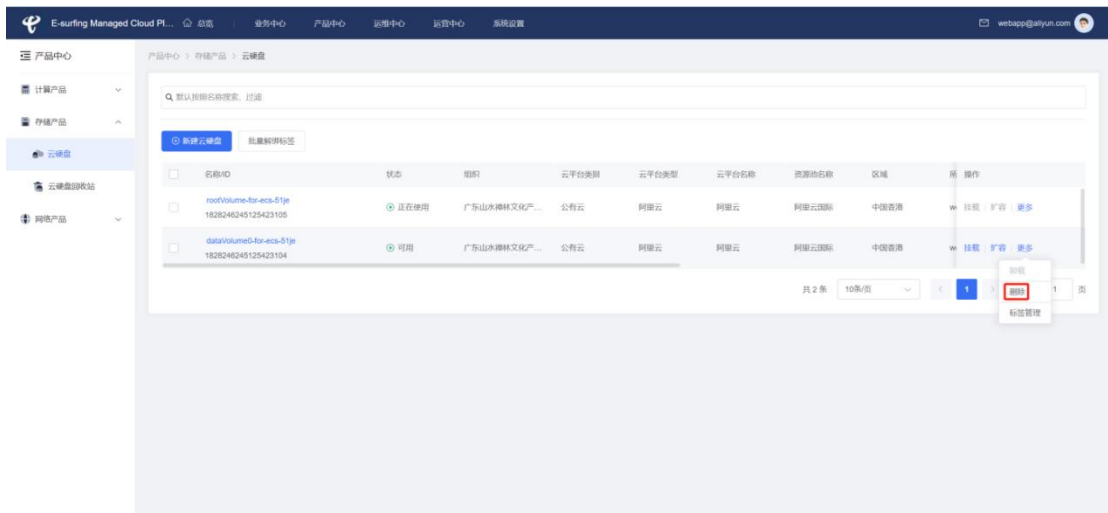 E-surfing Managed Cloud Pl... 总览 业务中心 产品中心 运维中心 运营中心 系统设置 webapp@aliyun.com
产品中心
产品中心 > 存储产品 > 云硬盘
计算产品
默认按照名称搜索、过滤
存储产品
新建云硬盘 批量解绑标签
云硬盘
名称/ID 状态 组织 云平台类别 云平台类型 云平台名称 资源池名称 区域 所 操作
云硬盘回收站
rootVolume-for-ecs-51je
1828246245125423105
正在使用 广东山水禅林文化产... 公有云 阿里云 阿里云 阿里云国际 中国香港 w 挂载 扩容 更多
网络产品
dataVolume0-for-ecs-51je
1828246245125423104
可用 广东山水禅林文化产... 公有云 阿里云 阿里云 阿里云国际 中国香港 w 挂载 扩容 更多
卸载
共 2 条 10条/页 < 1 > 1 页
删除
标签管理